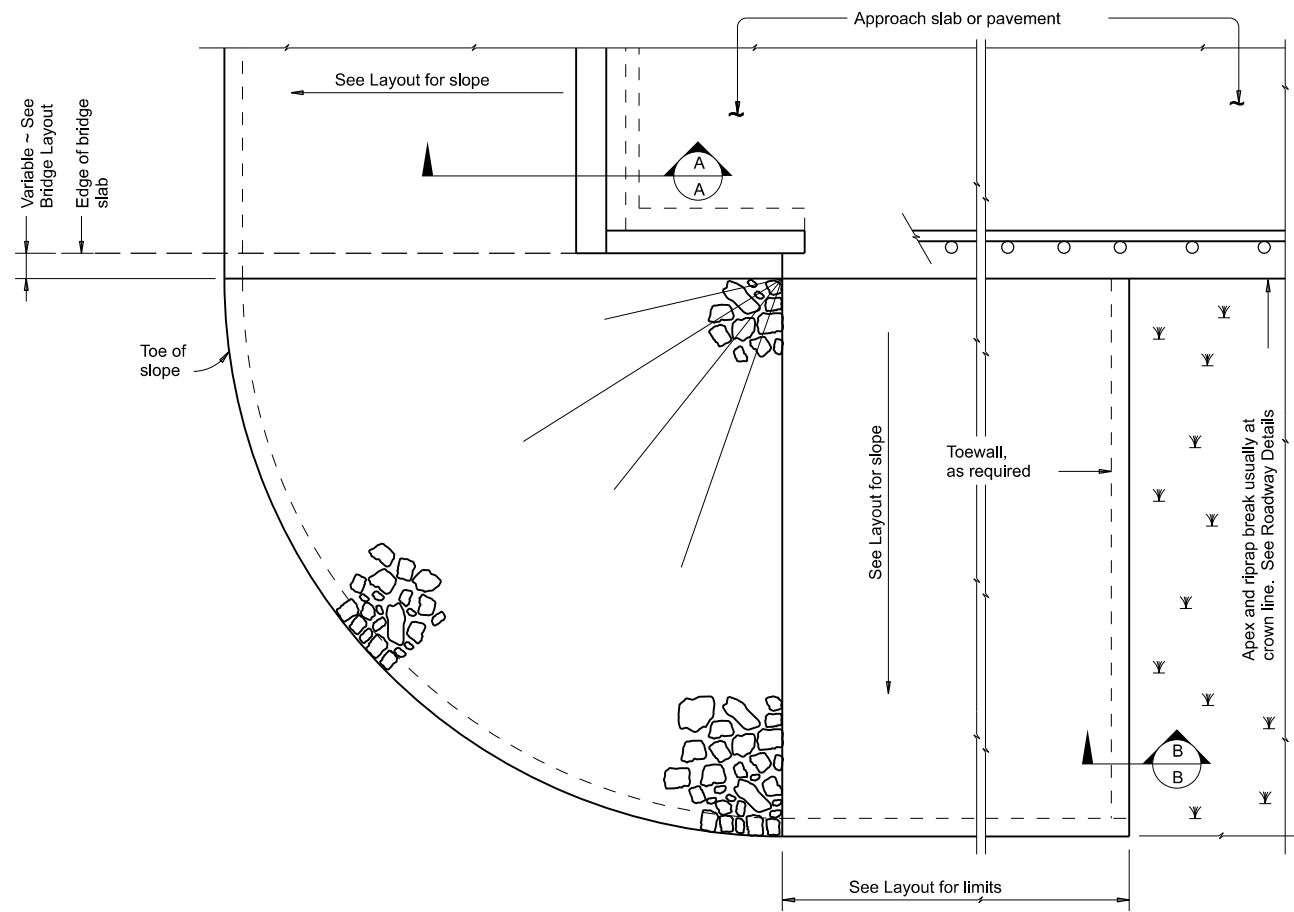 Approach slab or pavement
See Layout for slope
Variable ~ See
Bridge Layout
Edge of bridge
slab
A
A
Toe of
slope
See Layout for slope
Toewall,
as required
Apex and riprap break usually at
crown line.  See Roadway Details
B
B
See Layout for limits